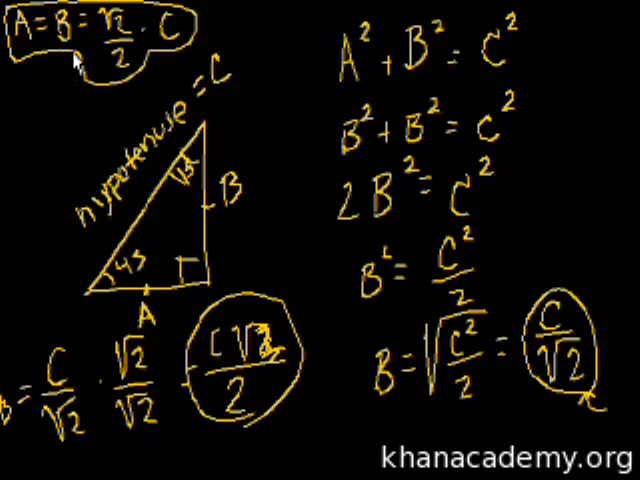 A = B = √2/2 · C
A² + B² = C²
hypotenuse = C
B² + B² = C²
45
B
2B² = C²
45
B² = C²/2
A
B = √(C²/2) = C/√2
B = C/√2 · √2/√2 = C√2/2
khanacademy.org